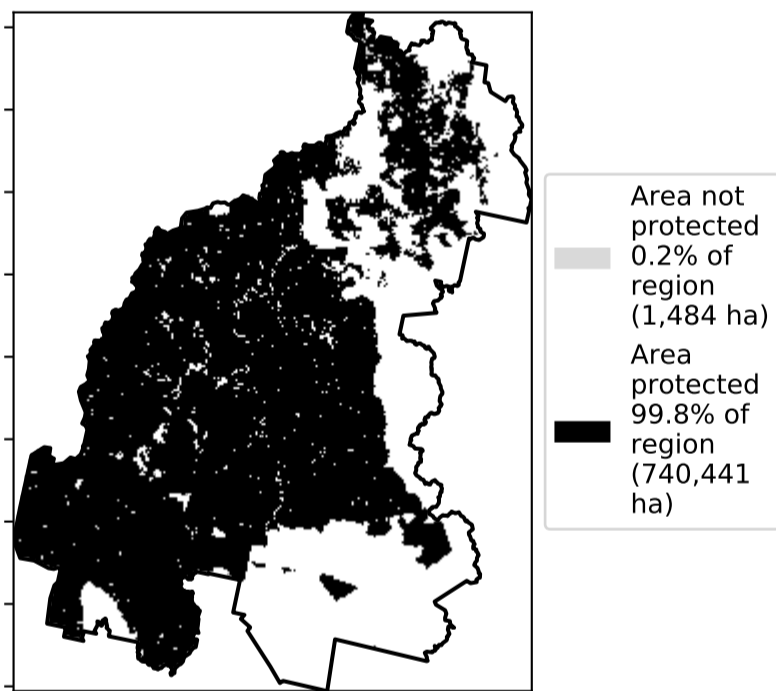 Area not
protected
0.2% of
region
(1,484 ha)
Area
protected
99.8% of
region
(740,441
ha)